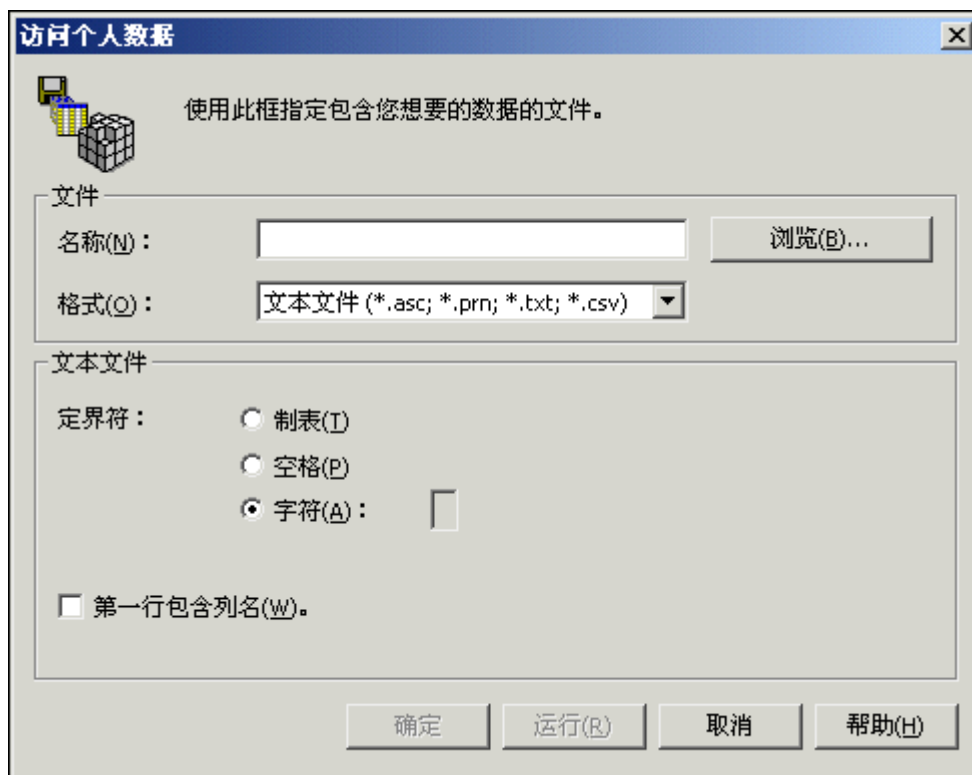 访问个人数据
使用此框指定包含您想要的数据的文件。
文件
名称(N)： 浏览(B)...
格式(O)： 文本文件 (*.asc; *.prn; *.txt; *.csv)
文本文件
定界符： 制表(T)
空格(P)
字符(A)：
第一行包含列名(W)。
确定 运行(R) 取消 帮助(H)